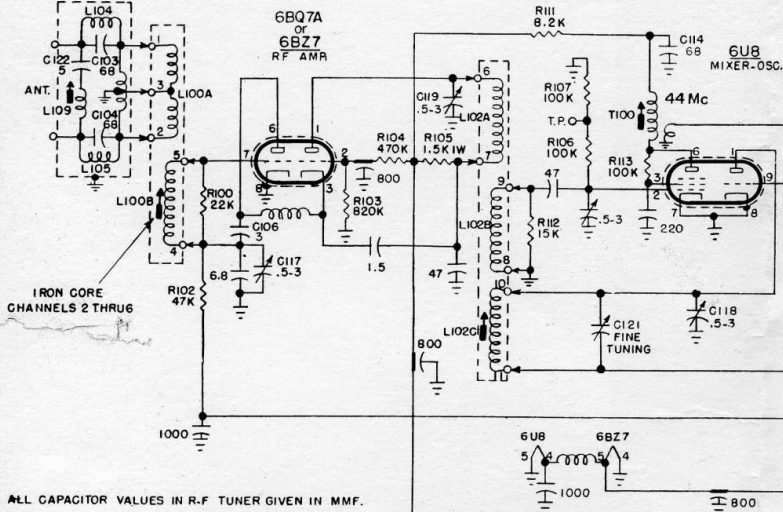 L104
C122
5
C103
68
ANT.
L109
C104
68
L105
1
3
2
L100A
5
L100B
4
IRON CORE
CHANNELS 2 THRU 6
R100
22K
R102
47K
C106
3
6.8
C117
.5-3
1000
6BQ7A
or
6BZ7
RF AMP.
6
1
7
2
8
3
R103
820K
800
R104
470K
R105
1.5K 1W
1.5
47
C119
.5-3
800
R111
8.2K
C114
68
6
L102A
7
9
L102B
8
10
L102C
11
R112
15K
47
R107
100K
T.P.
R106
100K
.5-3
T100
44 Mc
R113
100K
220
6U8
MIXER-OSC.
6
3
2
9
7
8
C121
FINE
TUNING
C118
.5-3
6U8
6BZ7
5
4
5
4
1000
800
ALL CAPACITOR VALUES IN R-F TUNER GIVEN IN MMF.